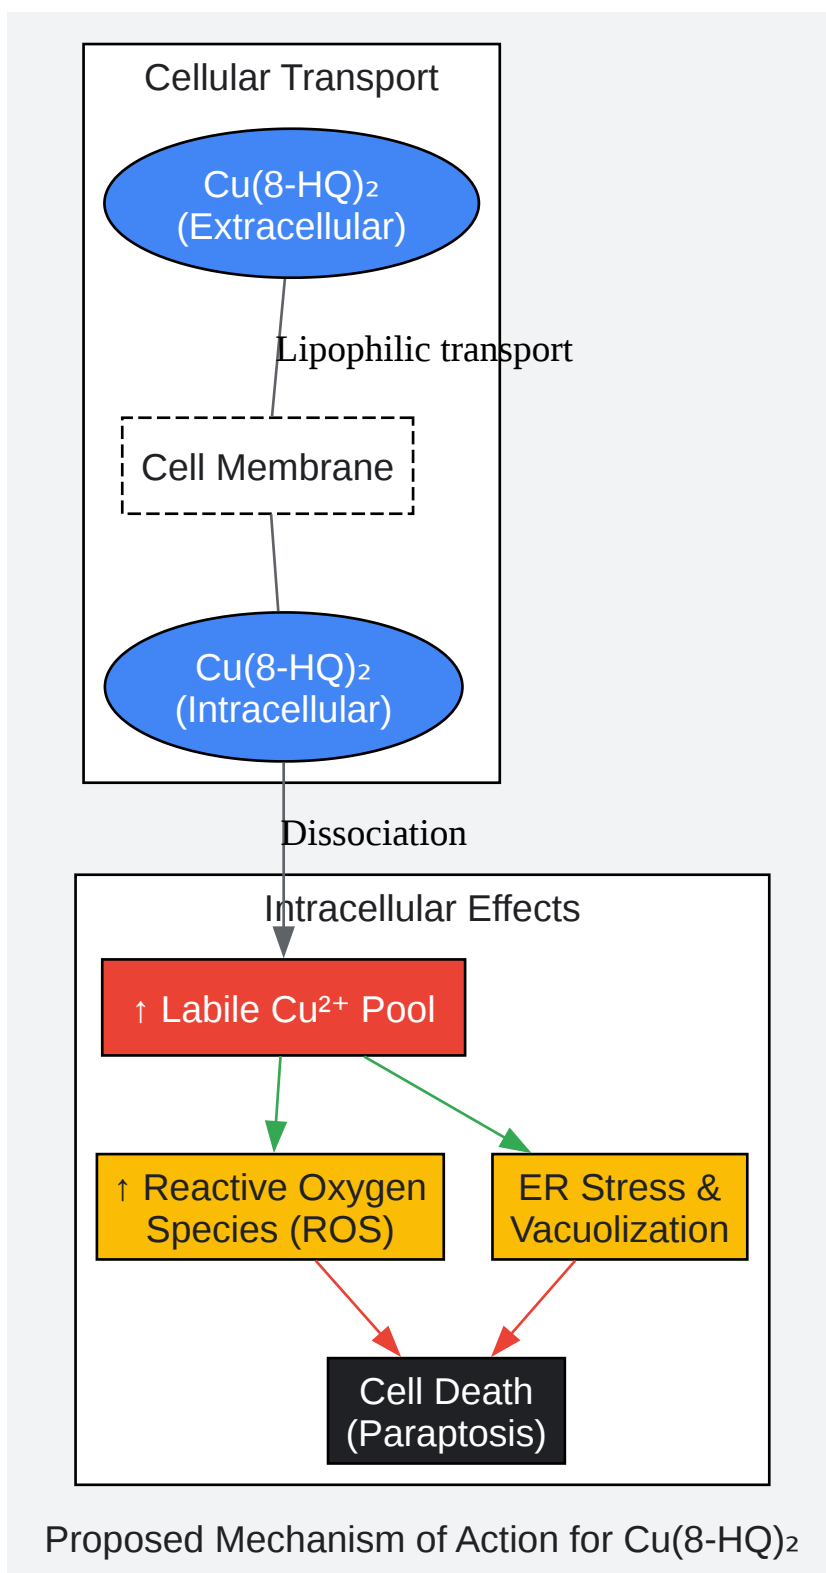 Cellular Transport
Cu(8-HQ)₂
(Extracellular)
Lipophilic transport
Cell Membrane
Cu(8-HQ)₂
(Intracellular)
Dissociation
Intracellular Effects
↑ Labile Cu²⁺ Pool
↑ Reactive Oxygen
Species (ROS)
ER Stress &
Vacuolization
Cell Death
(Paraptosis)
Proposed Mechanism of Action for Cu(8-HQ)₂